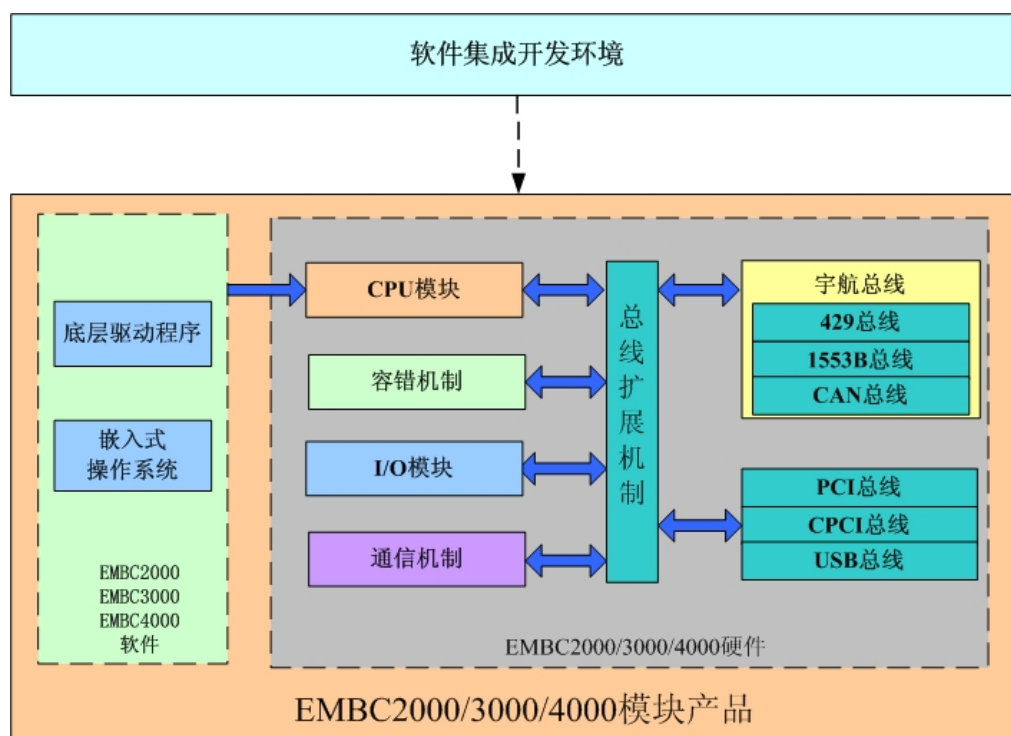 软件集成开发环境
底层驱动程序
嵌入式
操作系统
EMBC2000
EMBC3000
EMBC4000
软件
CPU模块
容错机制
I/O模块
通信机制
总线扩展机制
宇航总线
429总线
1553B总线
CAN总线
PCI总线
CPCI总线
USB总线
EMBC2000/3000/4000硬件
EMBC2000/3000/4000模块产品